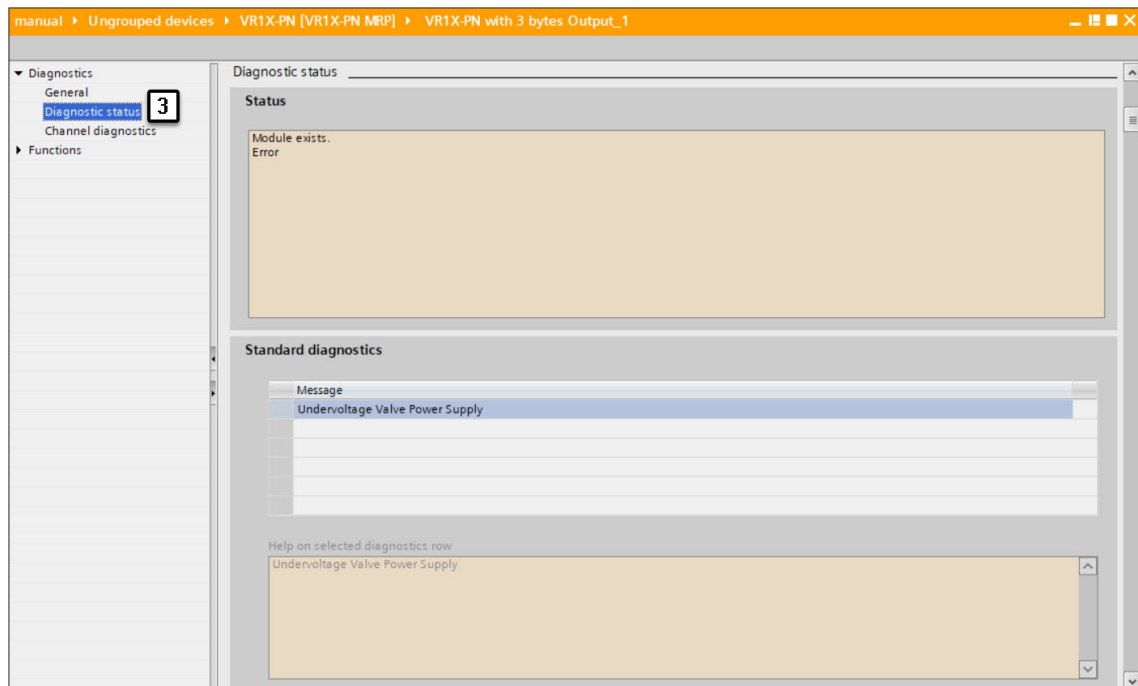 manual ▸ Ungrouped devices ▸ VR1X-PN [VR1X-PN MRP] ▸ VR1X-PN with 3 bytes Output_1
Diagnostics
General
Diagnostic status
3
Channel diagnostics
Functions
Diagnostic status
Status
Module exists.
Error
Standard diagnostics
Message
Undervoltage Valve Power Supply
Help on selected diagnostics row
Undervoltage Valve Power Supply